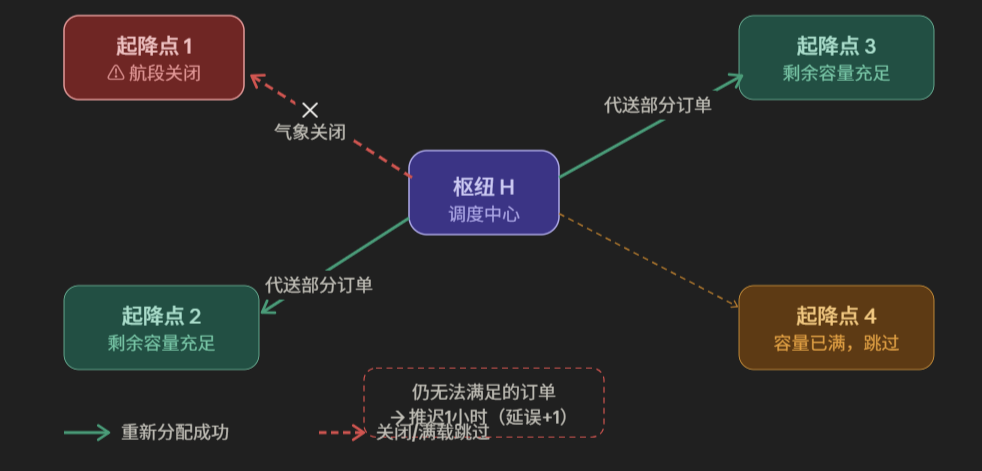 起降点 1
⚠ 航段关闭
起降点 3
剩余容量充足
代送部分订单
×
气象关闭
枢纽 H
调度中心
代送部分订单
起降点 2
剩余容量充足
起降点 4
容量已满，跳过
仍无法满足的订单
→ 推迟1小时（延误+1）
重新分配成功
关闭/满载跳过